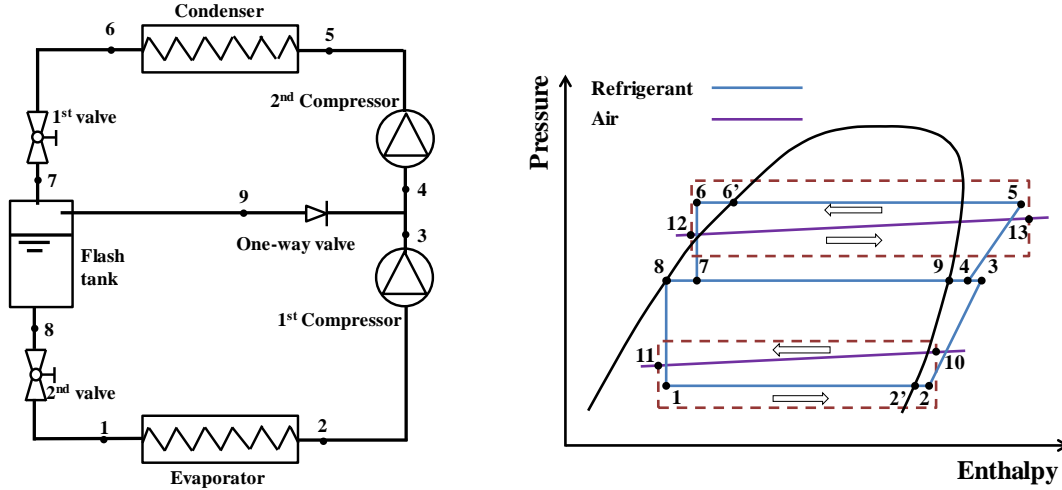 Condenser
6
5
2nd Compressor
1st valve
7
9
4
One-way valve
3
Flash
tank
1st Compressor
8
2nd valve
1
2
Evaporator
Refrigerant
Air
Pressure
6
6’
5
12
13
8
7
9
4
3
11
10
1
2’
2
Enthalpy